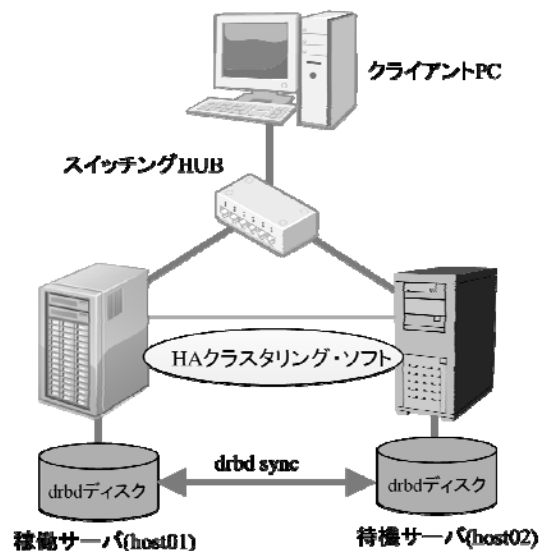 クライアントPC
スイッチングHUB
HAクラスタリング・ソフト
drbd sync
drbdディスク
drbdディスク
稼働サーバ(host01)
待機サーバ(host02)